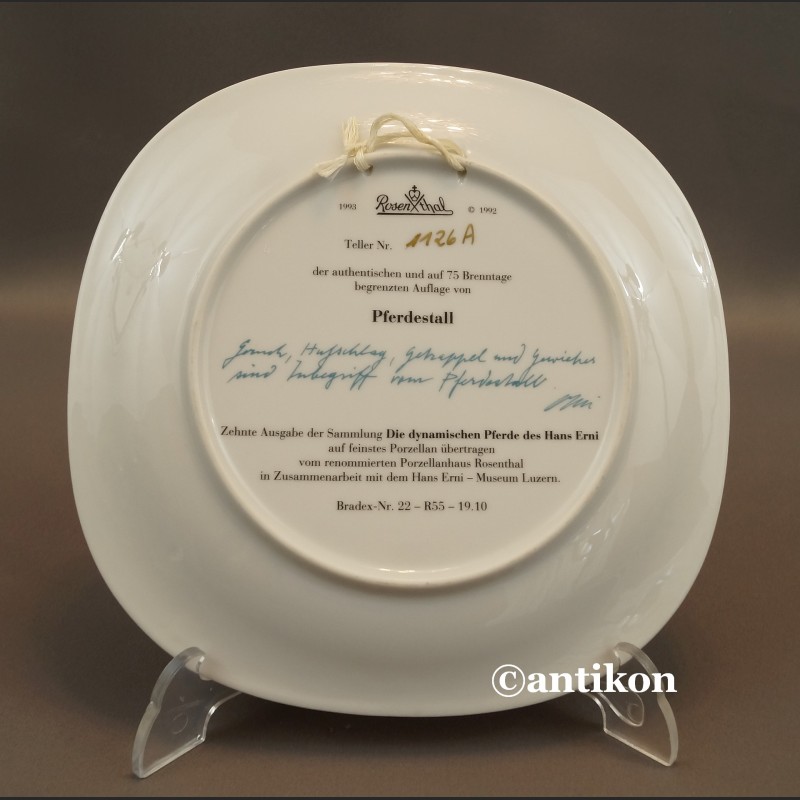 1993 Rosenthal © 1992
Teller Nr. 1126 A
der authentischen und auf 75 Brenntage
begrenzten Auflage von
Pferdestall
Geruch, Hufschlag, Getrappel und Gewieher
sind Inbegriff vom Pferdestall.
Erni
Zehnte Ausgabe der Sammlung Die dynamischen Pferde des Hans Erni
auf feinstes Porzellan übertragen
vom renommierten Porzellanhaus Rosenthal
in Zusammenarbeit mit dem Hans Erni – Museum Luzern.
Bradex-Nr. 22 – R55 – 19.10
©antikon